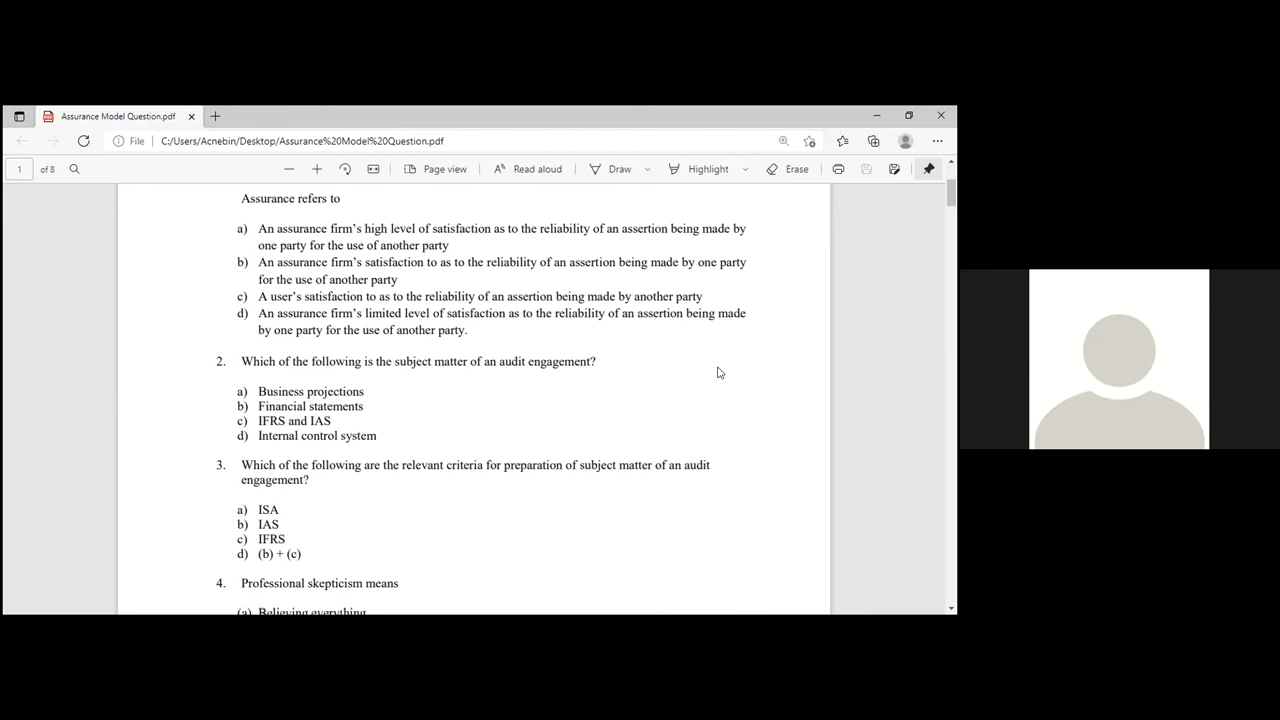 Assurance Model Question.pdf
File C:/Users/Acnebin/Desktop/Assurance%20Model%20Question.pdf
1 of 8 Page view Read aloud Draw Highlight Erase
Assurance refers to
a) An assurance firm's high level of satisfaction as to the reliability of an assertion being made by
one party for the use of another party
b) An assurance firm's satisfaction to as to the reliability of an assertion being made by one party
for the use of another party
c) A user's satisfaction to as to the reliability of an assertion being made by another party
d) An assurance firm's limited level of satisfaction as to the reliability of an assertion being made
by one party for the use of another party.
2. Which of the following is the subject matter of an audit engagement?
a) Business projections
b) Financial statements
c) IFRS and IAS
d) Internal control system
3. Which of the following are the relevant criteria for preparation of subject matter of an audit
engagement?
a) ISA
b) IAS
c) IFRS
d) (b) + (c)
4. Professional skepticism means
(a) Believing everything